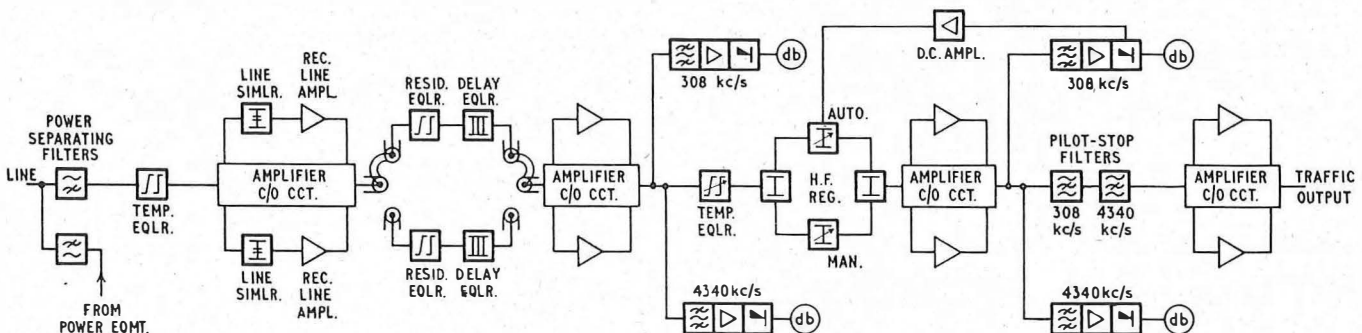 LINE
POWER
SEPARATING
FILTERS
FROM
POWER EQMT.
TEMP.
EQLR.
LINE
SIMLR.
REC.
LINE
AMPL.
AMPLIFIER
C/O CCT.
LINE
SIMLR.
REC.
LINE
AMPL.
RESID.
EQLR.
DELAY
EQLR.
RESID.
EQLR.
DELAY
EQLR.
AMPLIFIER
C/O CCT.
308 kc/s
db
4340kc/s
db
TEMP.
EQLR.
AUTO.
H.F.
REG.
MAN.
D.C. AMPL.
AMPLIFIER
C/O CCT.
308 kc/s
db
PILOT-STOP
FILTERS
308
kc/s
4340
kc/s
4340kc/s
db
AMPLIFIER
C/O CCT.
TRAFFIC
OUTPUT